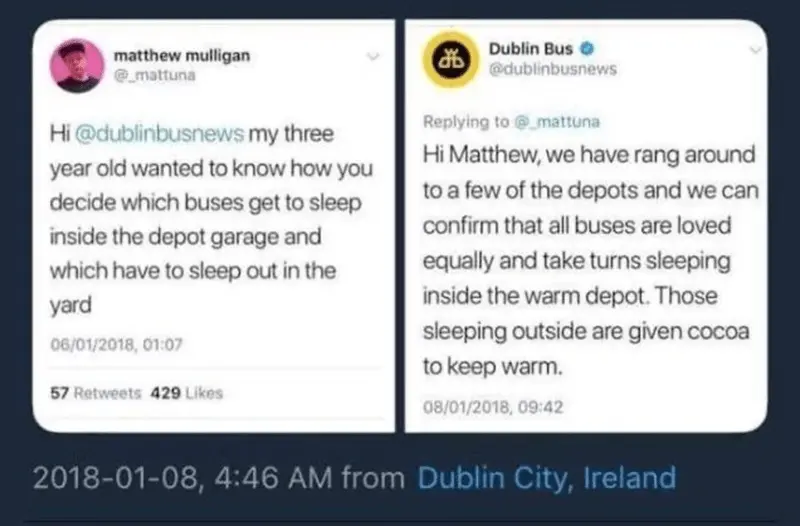 matthew mulligan
@_mattuna
Hi @dublinbusnews my three
year old wanted to know how you
decide which buses get to sleep
inside the depot garage and
which have to sleep out in the
yard
06/01/2018, 01:07
57 Retweets 429 Likes
Dublin Bus
@dublinbusnews
Replying to @_mattuna
Hi Matthew, we have rang around
to a few of the depots and we can
confirm that all buses are loved
equally and take turns sleeping
inside the warm depot. Those
sleeping outside are given cocoa
to keep warm.
08/01/2018, 09:42
2018-01-08, 4:46 AM from Dublin City, Ireland